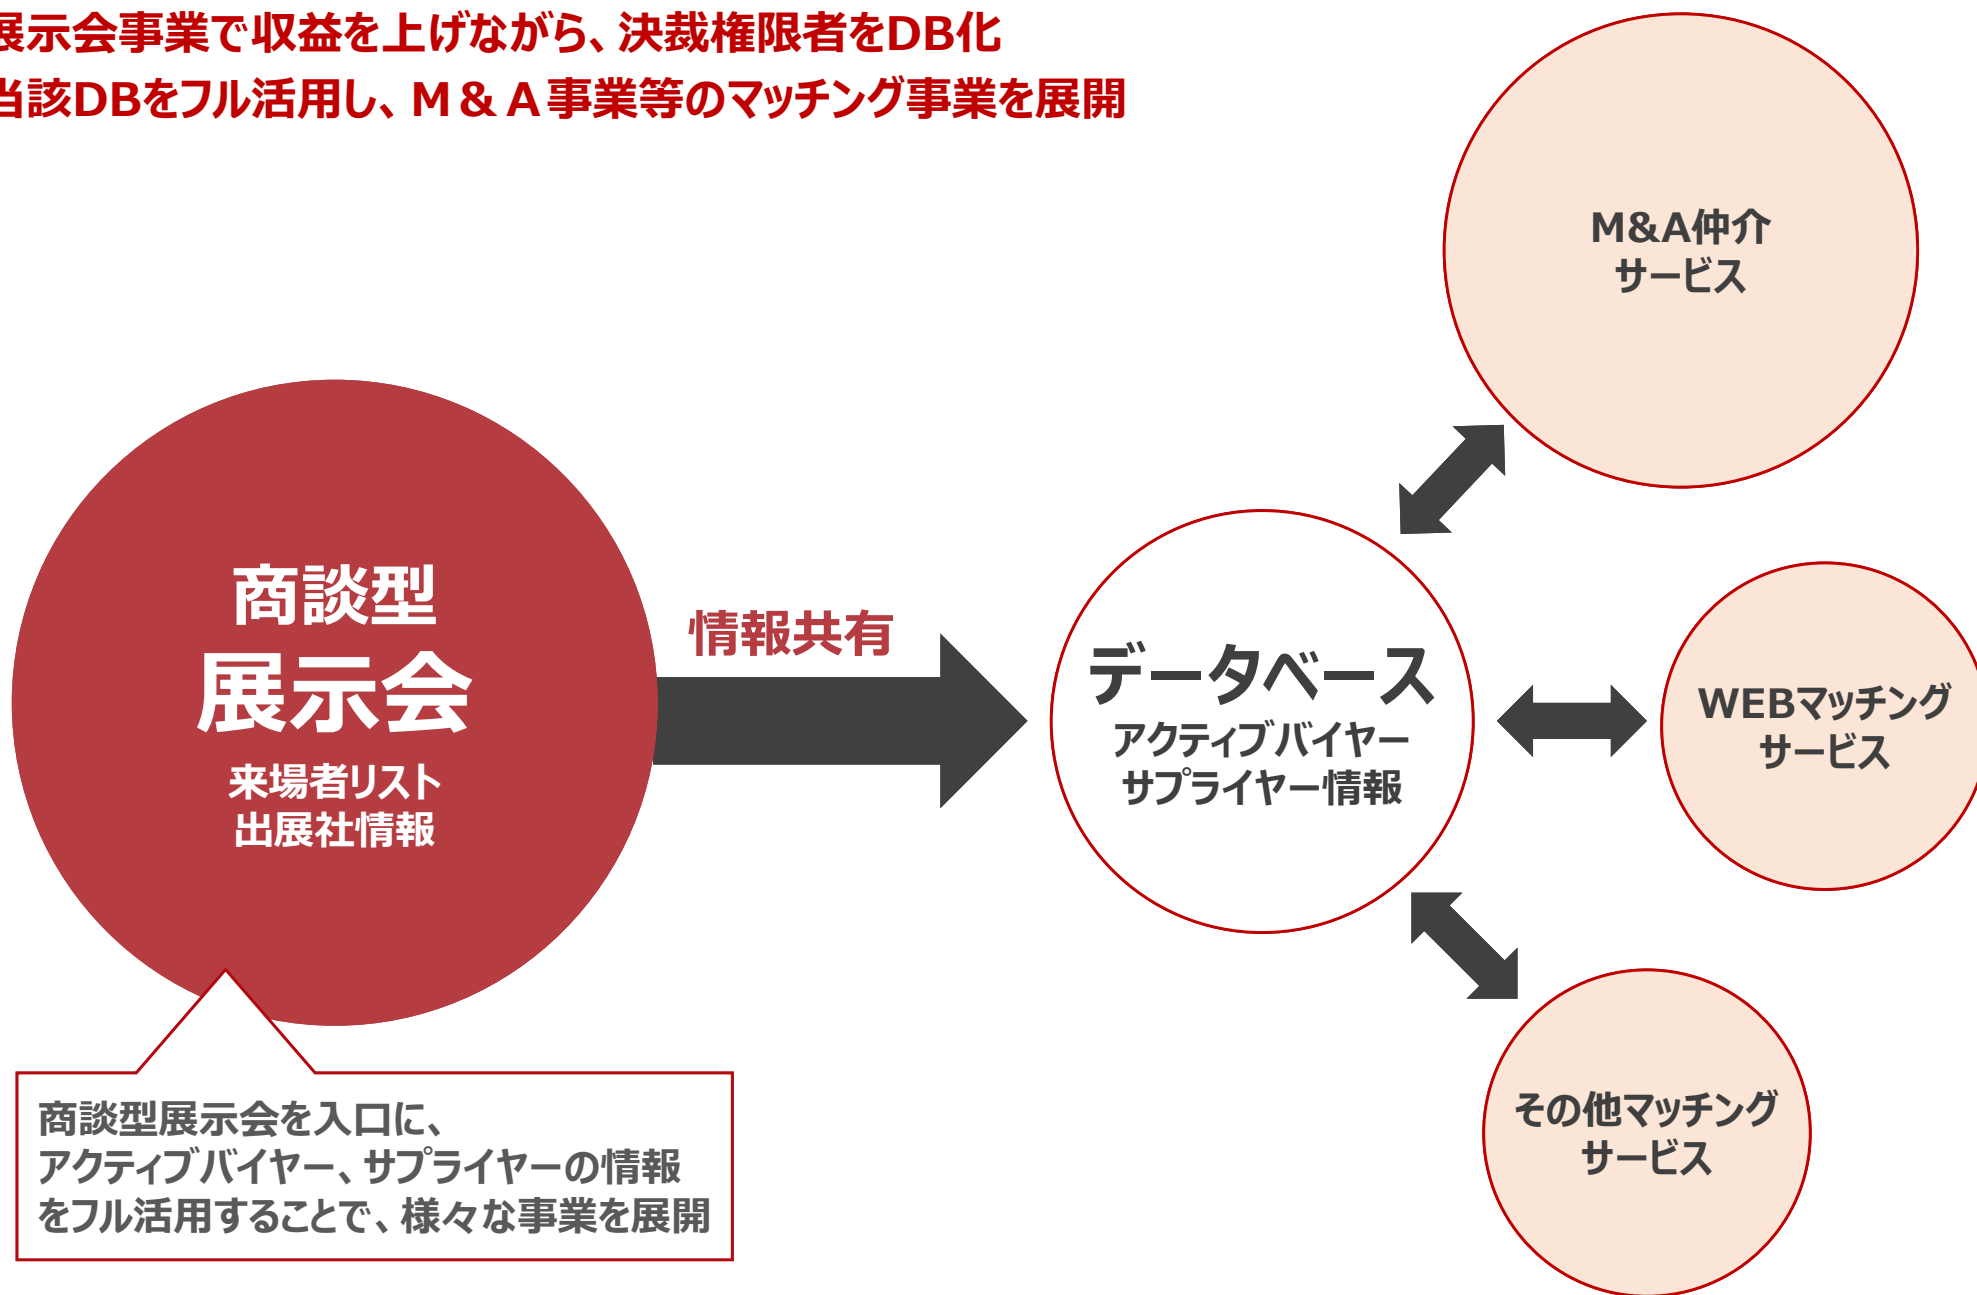 展示会事業で収益を上げながら、決裁権限者をDB化
当該DBをフル活用し、M&A事業等のマッチング事業を展開
M&A仲介
サービス
商談型
展示会
来場者リスト
出展社情報
情報共有
データベース
アクティブバイヤー
サプライヤー情報
WEBマッチング
サービス
その他マッチング
サービス
商談型展示会を入口に、
アクティブバイヤー、サプライヤーの情報
をフル活用することで、様々な事業を展開